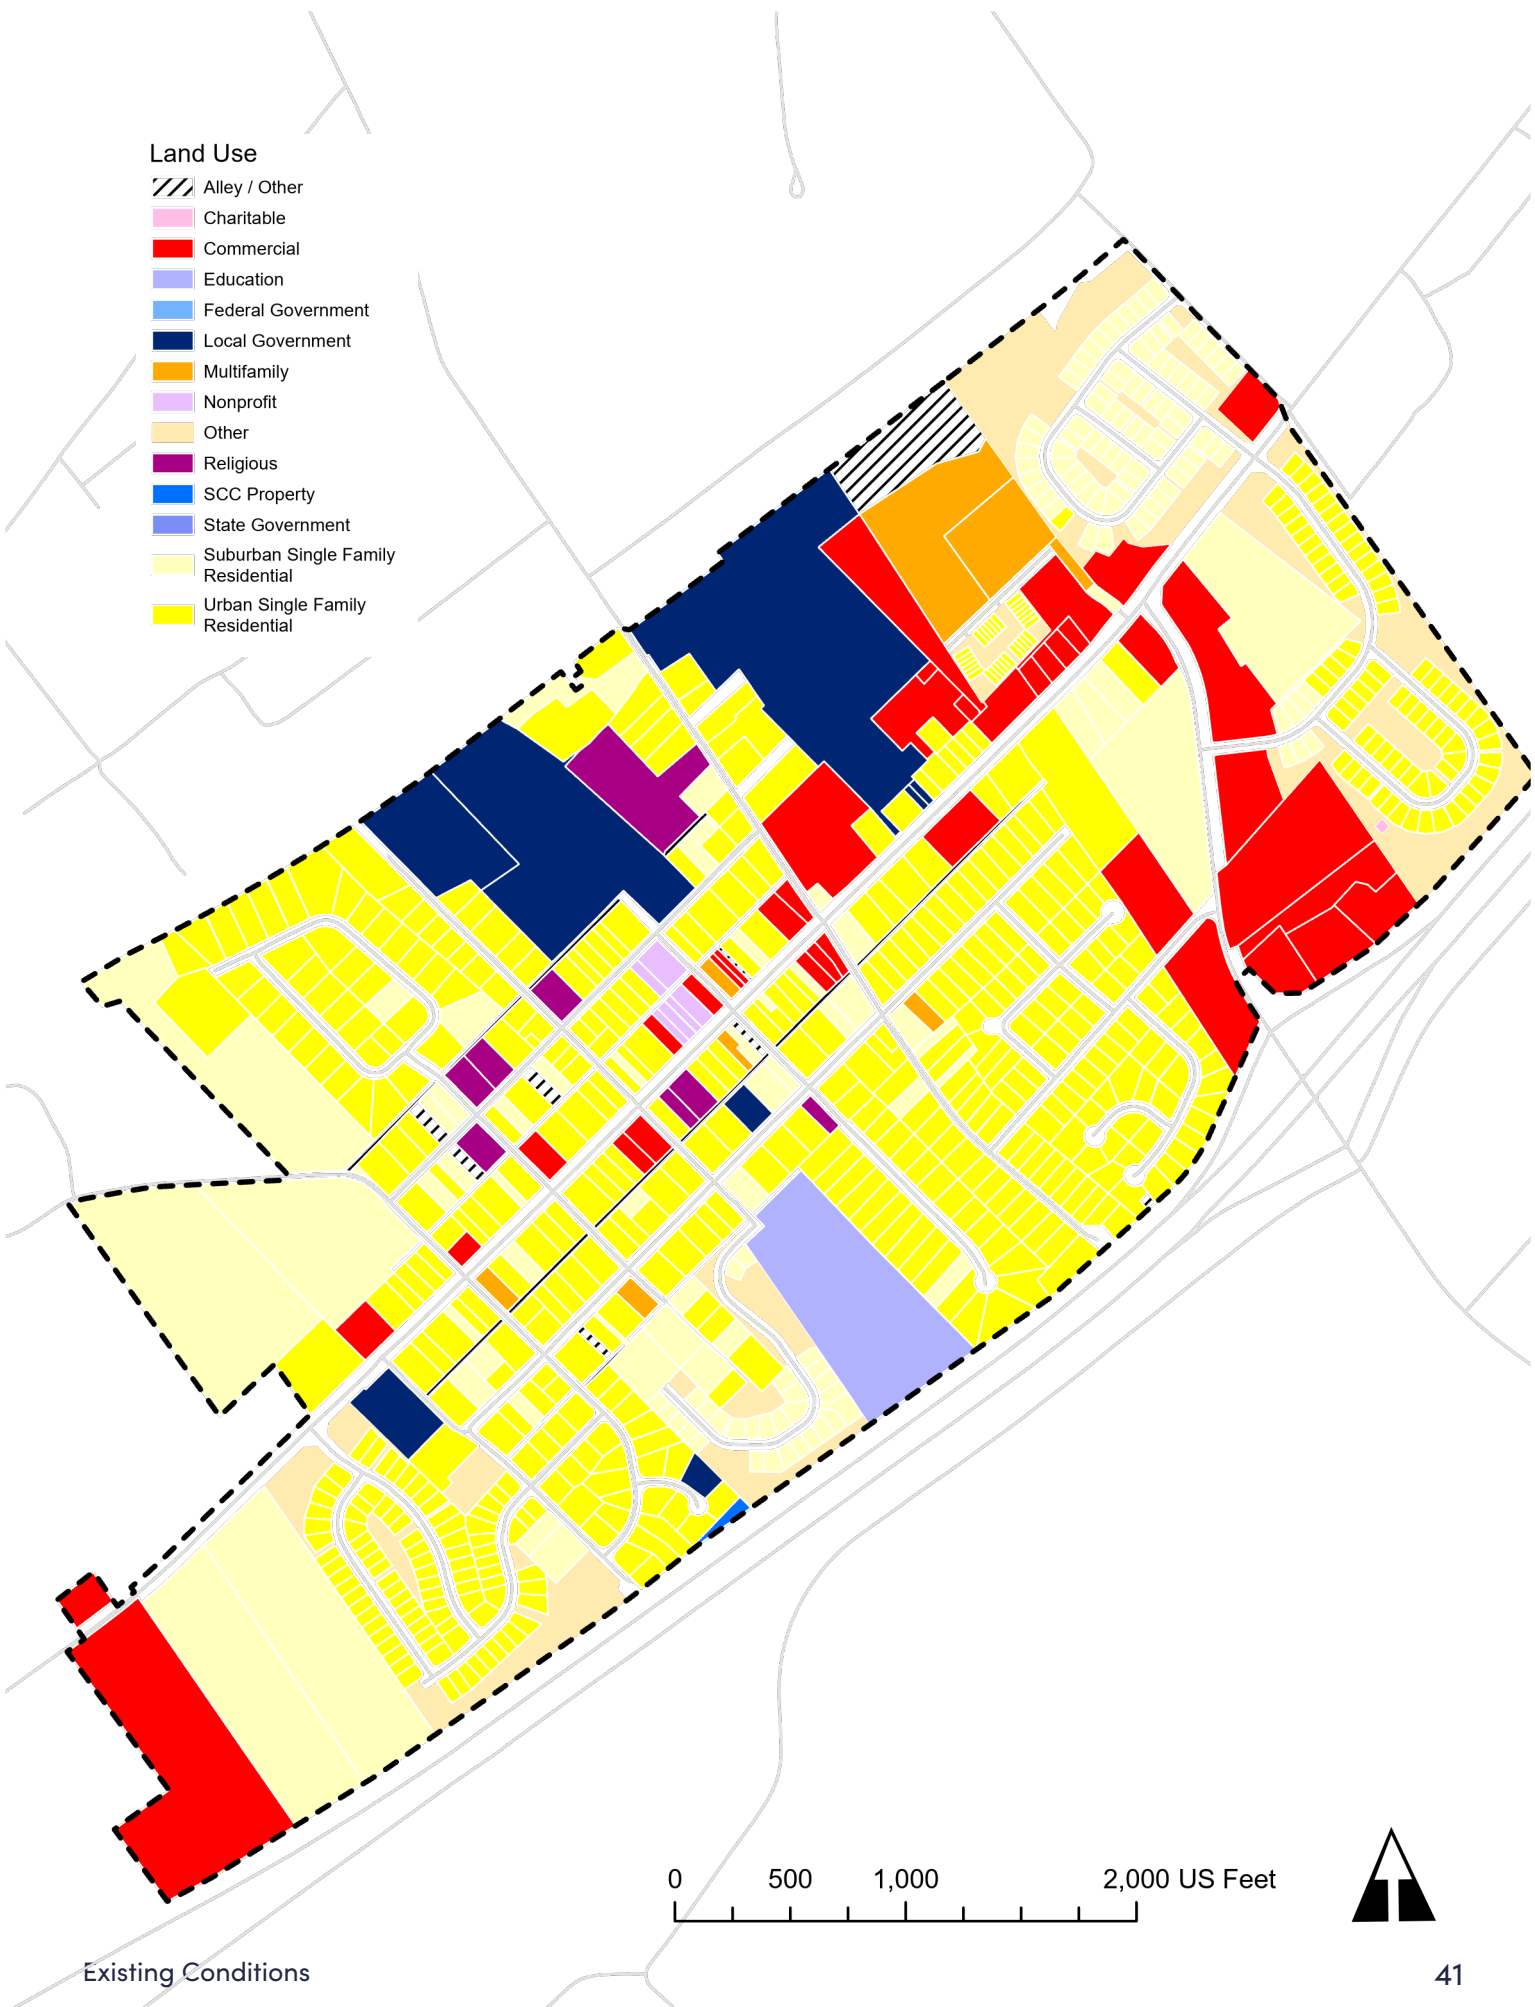 Land Use
Alley / Other
Charitable
Commercial
Education
Federal Government
Local Government
Multifamily
Nonprofit
Other
Religious
SCC Property
State Government
Suburban Single Family
Residential
Urban Single Family
Residential
0 500 1,000 2,000 US Feet
Existing Conditions
41